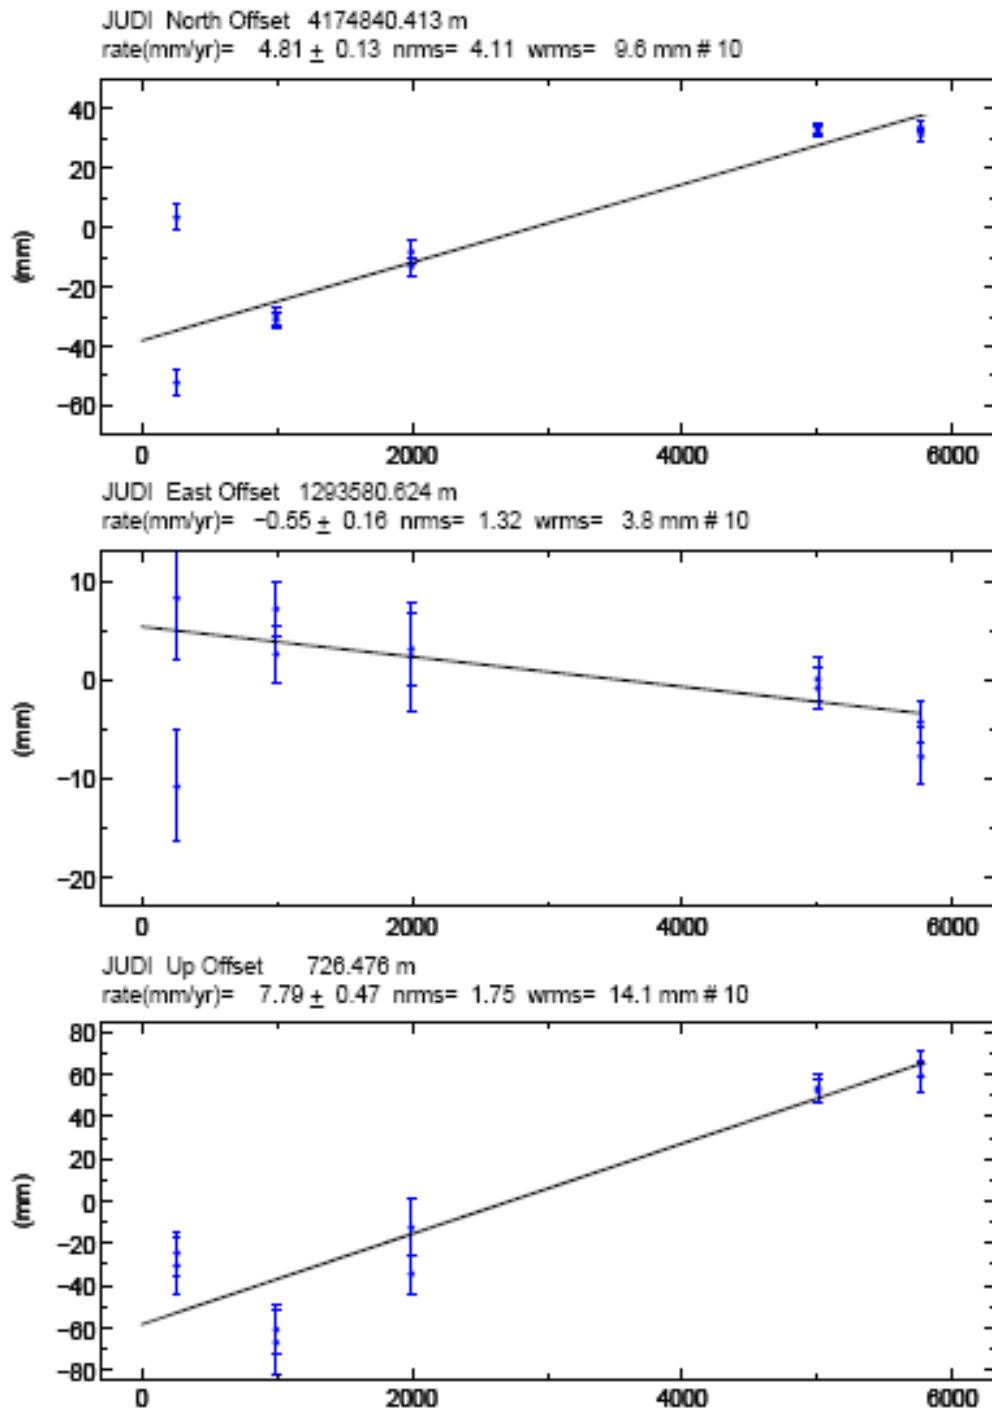 JUDI North Offset 4174840.413 m
rate(mm/yr)= 4.81 ± 0.13 nrms= 4.11 wrms= 9.6 mm # 10
40
20
0
−20
−40
−60
(mm)
0 2000 4000 6000
JUDI East Offset 1293580.624 m
rate(mm/yr)= −0.55 ± 0.16 nrms= 1.32 wrms= 3.8 mm # 10
10
0
−10
−20
(mm)
0 2000 4000 6000
JUDI Up Offset 726.476 m
rate(mm/yr)= 7.79 ± 0.47 nrms= 1.75 wrms= 14.1 mm # 10
80
60
40
20
0
−20
−40
−60
−80
(mm)
0 2000 4000 6000